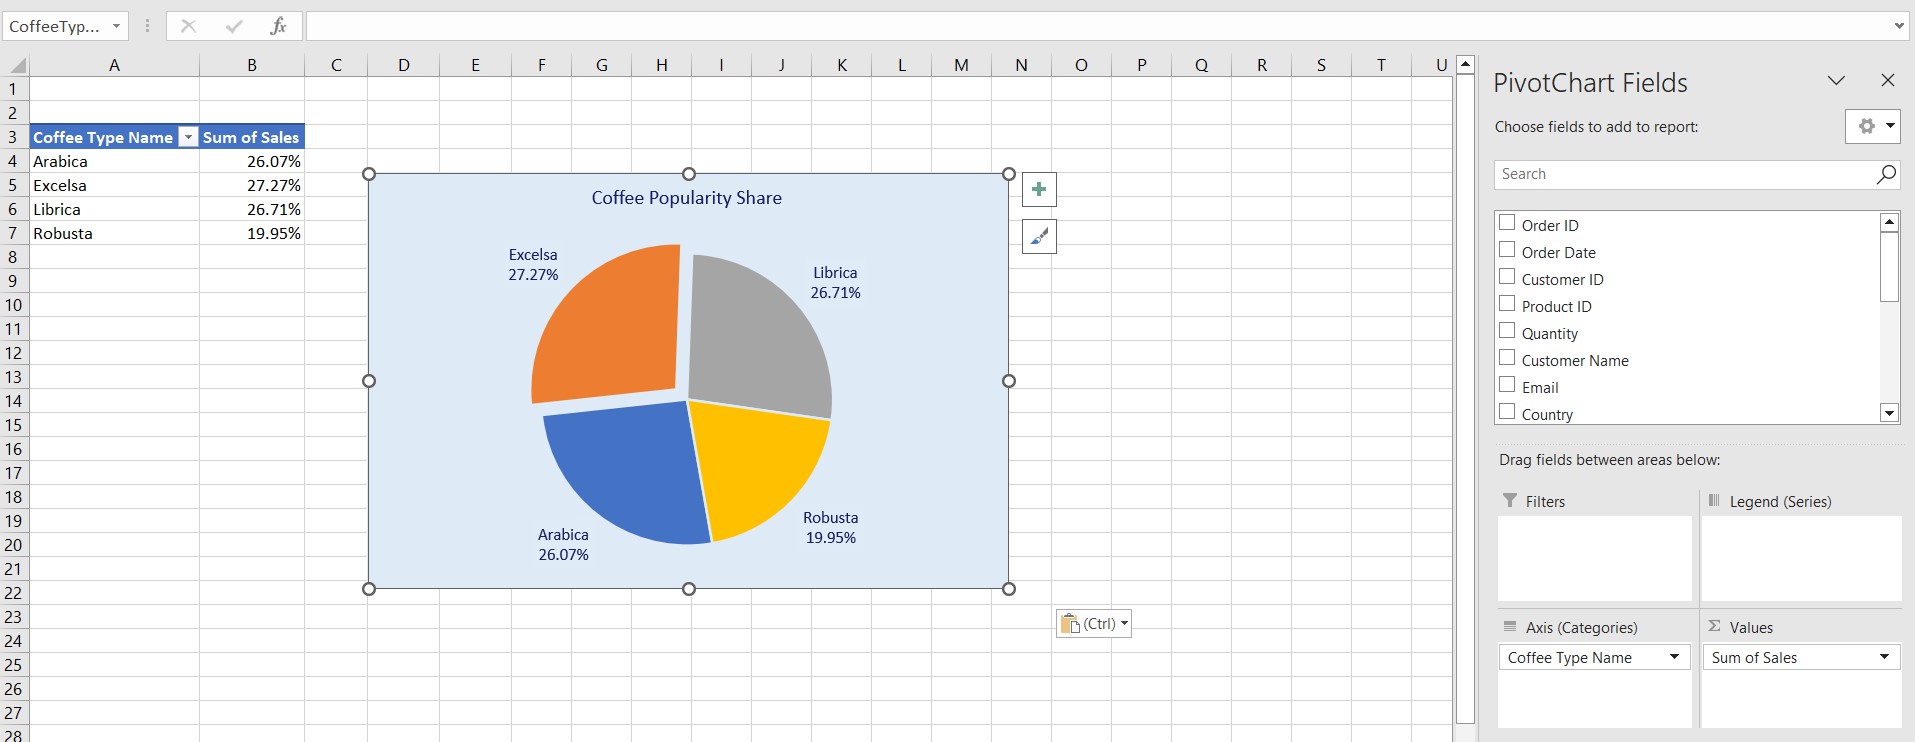 CoffeeTyp...
fx
A B C D E F G H I J K L M N O P Q R S T U
1
2
3 Coffee Type Name Sum of Sales
4 Arabica 26.07%
5 Excelsa 27.27%
6 Librica 26.71%
7 Robusta 19.95%
8
9
10
11
12
13
14
15
16
17
18
19
20
21
22
23
24
25
26
27
28
Coffee Popularity Share
Excelsa
27.27%
Librica
26.71%
Robusta
19.95%
Arabica
26.07%
(Ctrl)
PivotChart Fields
Choose fields to add to report:
Search
Order ID
Order Date
Customer ID
Product ID
Quantity
Customer Name
Email
Country
Drag fields between areas below:
Filters
Legend (Series)
Axis (Categories)
Σ Values
Coffee Type Name
Sum of Sales